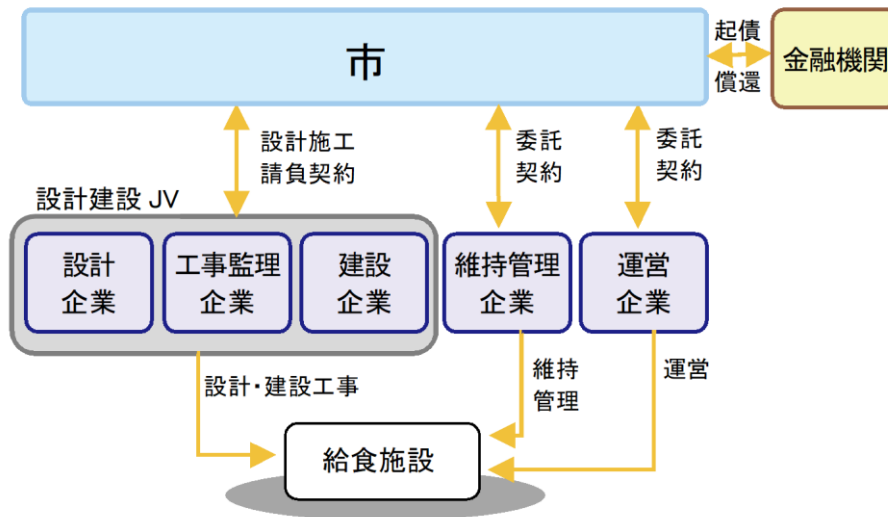 市
起債
償還
金融機関
設計施工
請負契約
委託
契約
委託
契約
設計建設 JV
設計
企業
工事監理
企業
建設
企業
維持管理
企業
運営
企業
設計・建設工事
維持
管理
運営
給食施設